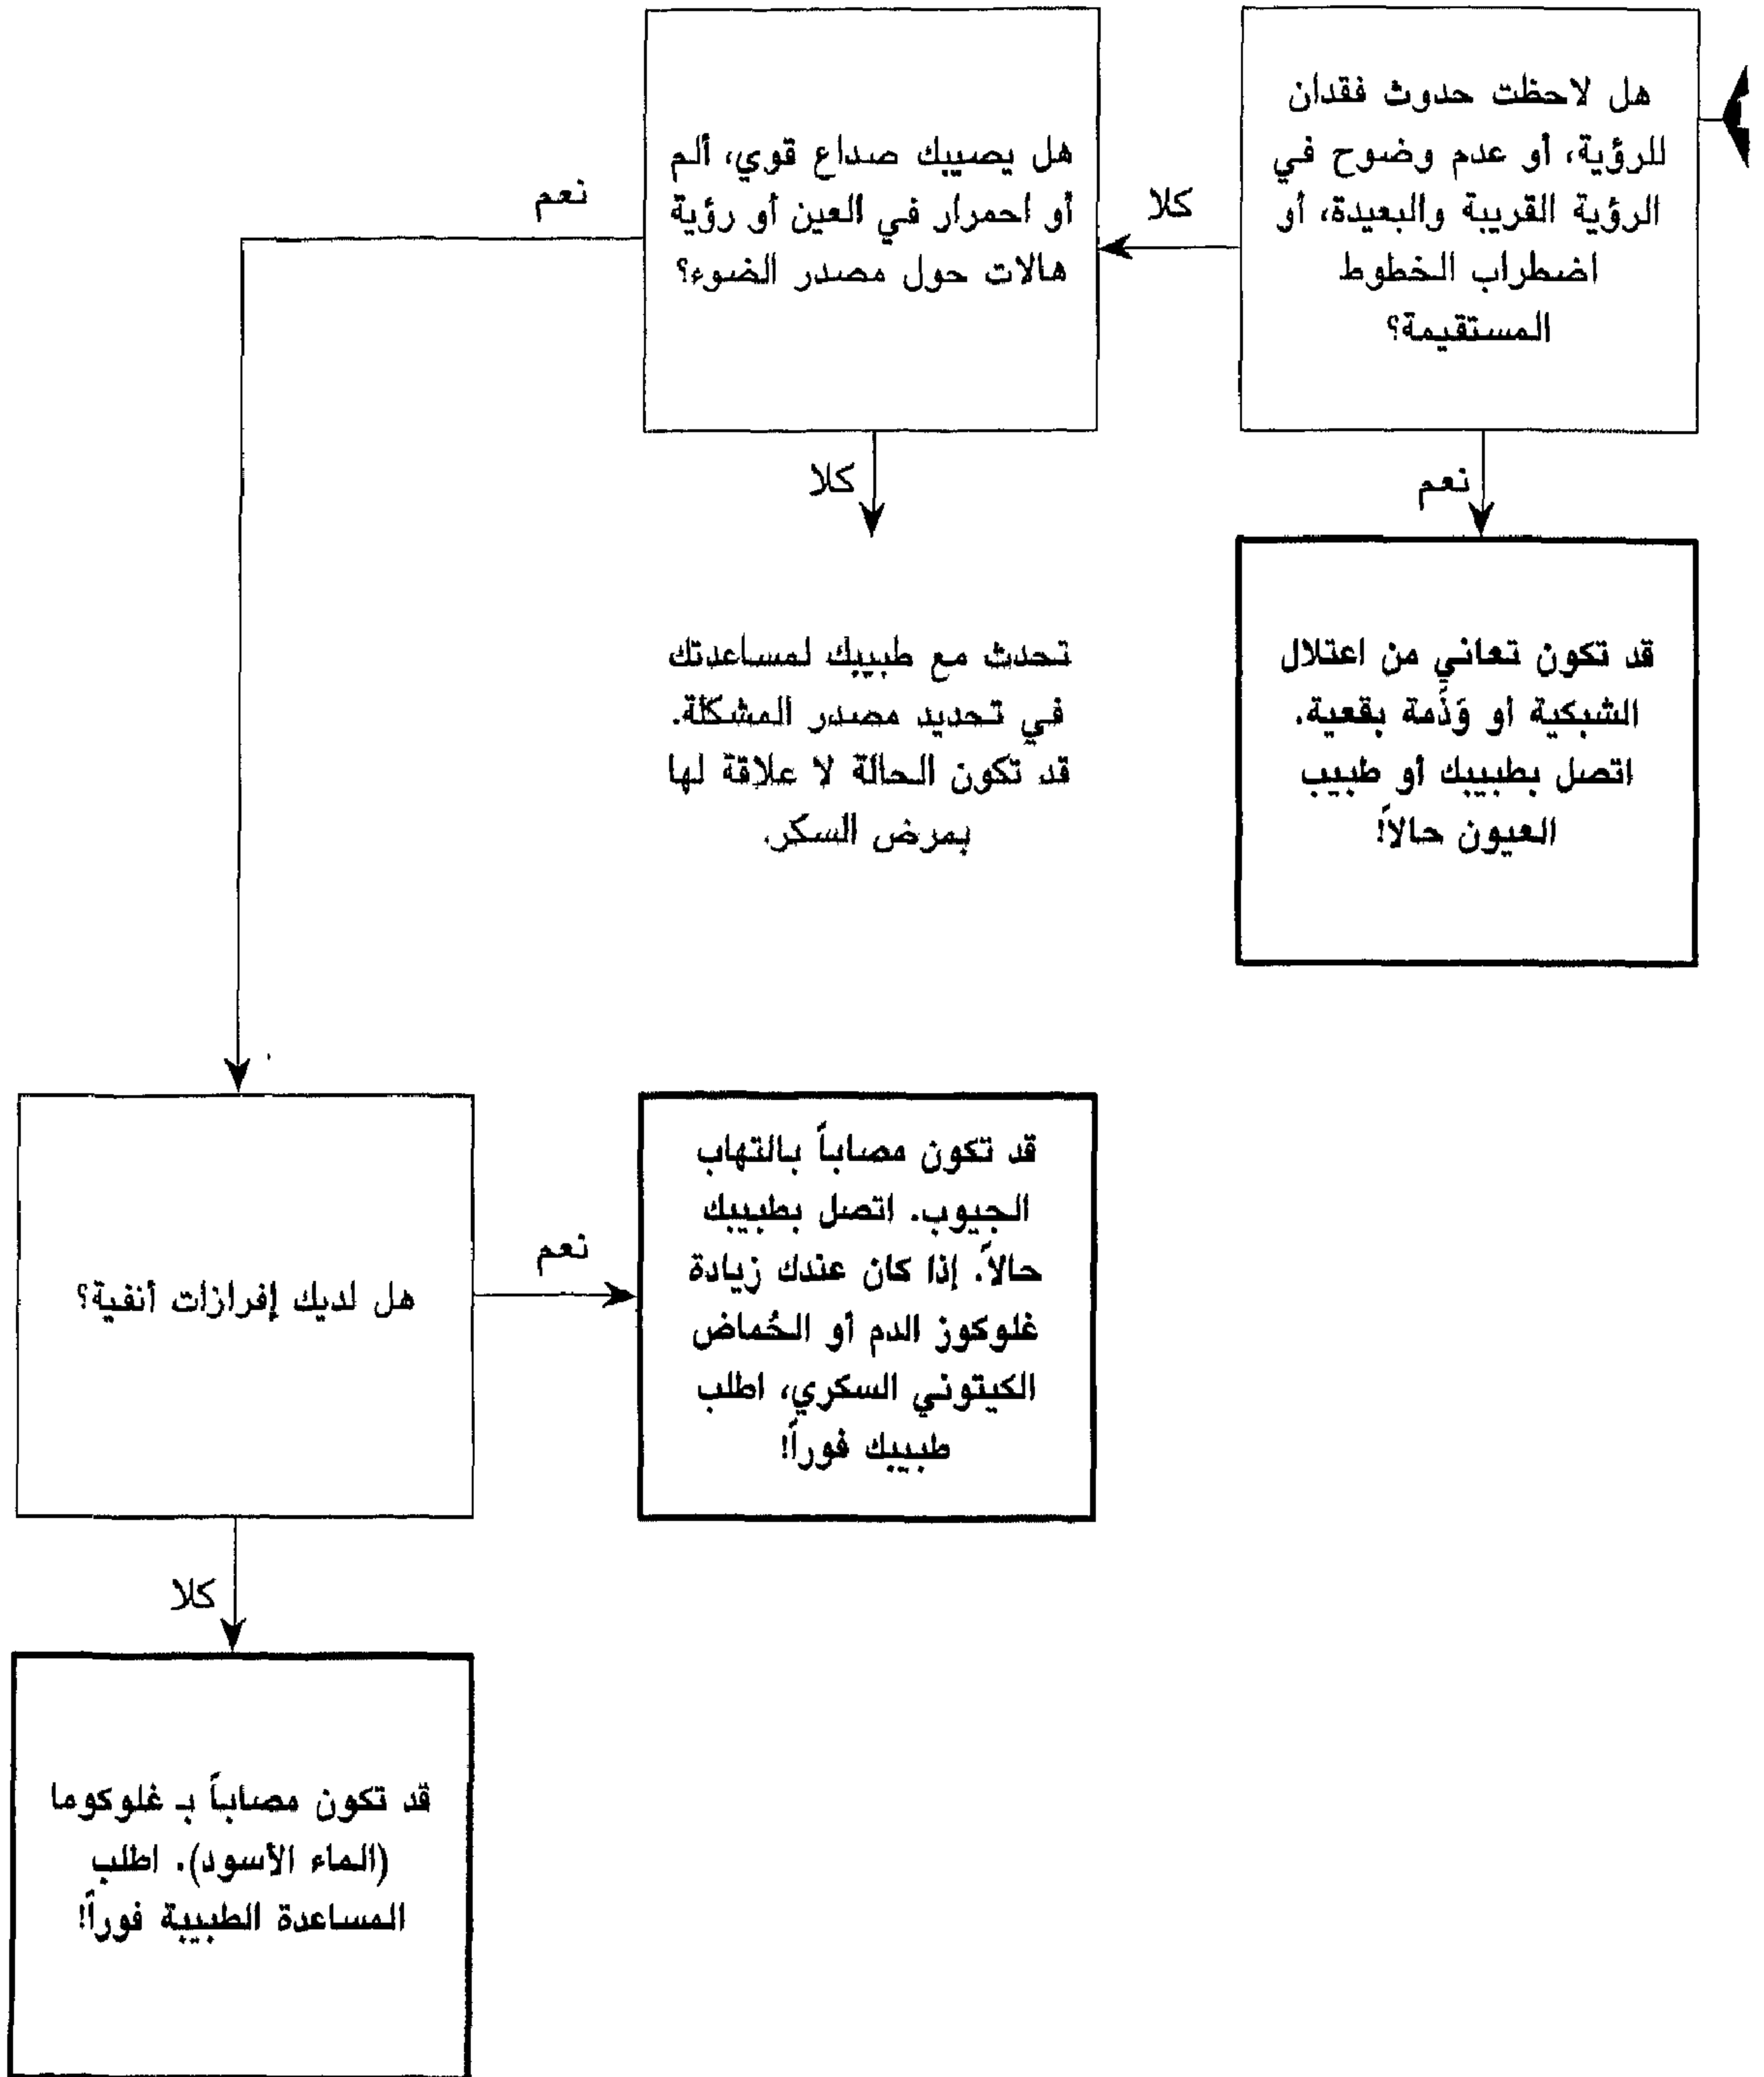 هل لاحظت حدوث فقدان
للرؤية، أو عدم وضوح في
الرؤية القريبة والبعيدة، أو
اضطراب الخطوط
المستقيمة؟
كلا
هل يصيبك صداع قوي، ألم
أو احمرار في العين أو رؤية
هالات حول مصدر الضوء؟
نعم
نعم
كلا
قد تكون تعاني من اعتلال
الشبكية أو وَذَمة بقعية.
اتصل بطبيبك أو طبيب
العيون حالاً!
تحدث مع طبيبك لمساعدتك
في تحديد مصدر المشكلة.
قد تكون الحالة لا علاقة لها
بمرض السكر.
هل لديك إفرازات أنفية؟
نعم
قد تكون مصاباً بالتهاب
الجيوب. اتصل بطبيبك
حالاً. إذا كان عندك زيادة
غلوكوز الدم أو الحُماض
الكيتوني السكري، اطلب
طبيبك فوراً!
كلا
قد تكون مصاباً بـ غلوكوما
(الماء الأسود). اطلب
المساعدة الطبيبة فوراً!